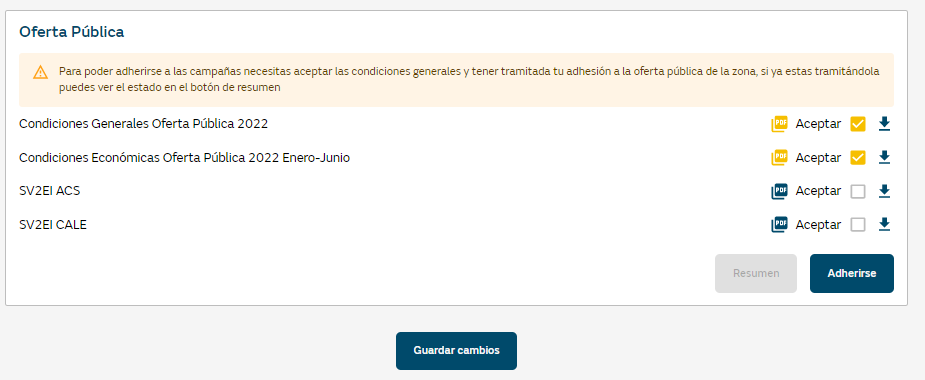 Oferta Pública
Para poder adherirse a las campañas necesitas aceptar las condiciones generales y tener tramitada tu adhesión a la oferta pública de la zona, si ya estas tramitándola
puedes ver el estado en el botón de resumen
Condiciones Generales Oferta Pública 2022 PDF Aceptar
Condiciones Económicas Oferta Pública 2022 Enero-Junio PDF Aceptar
SV2EI ACS PDF Aceptar
SV2EI CALE PDF Aceptar
Resumen Adherirse
Guardar cambios